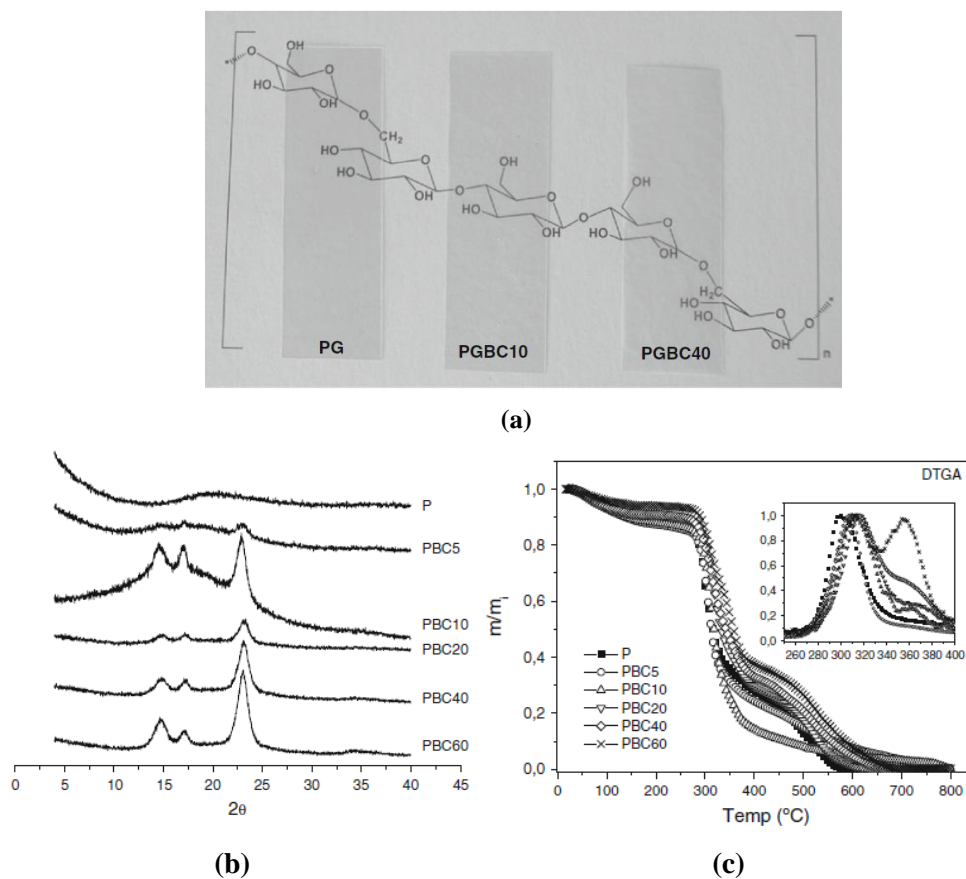 OH
O
HO
OH
CH2
HO
HO
OH
O
HO
OH
OH
O
HO
OH
OH
O
H2C
HO
HO
OH
O
n
PG
PGBC10
PGBC40
(a)
P
PBC5
PBC10
PBC20
PBC40
PBC60
0 5 10 15 20 25 30 35 40 45
2θ
(b)
DTGA
1,0
0,8
0,6
0,4
0,2
0,0
m/mi
P
PBC5
PBC10
PBC20
PBC40
PBC60
1,0
0,8
0,6
0,4
0,2
0,0
260 280 300 320 340 360 380 400
0 100 200 300 400 500 600 700 800
Temp (ºC)
(c)